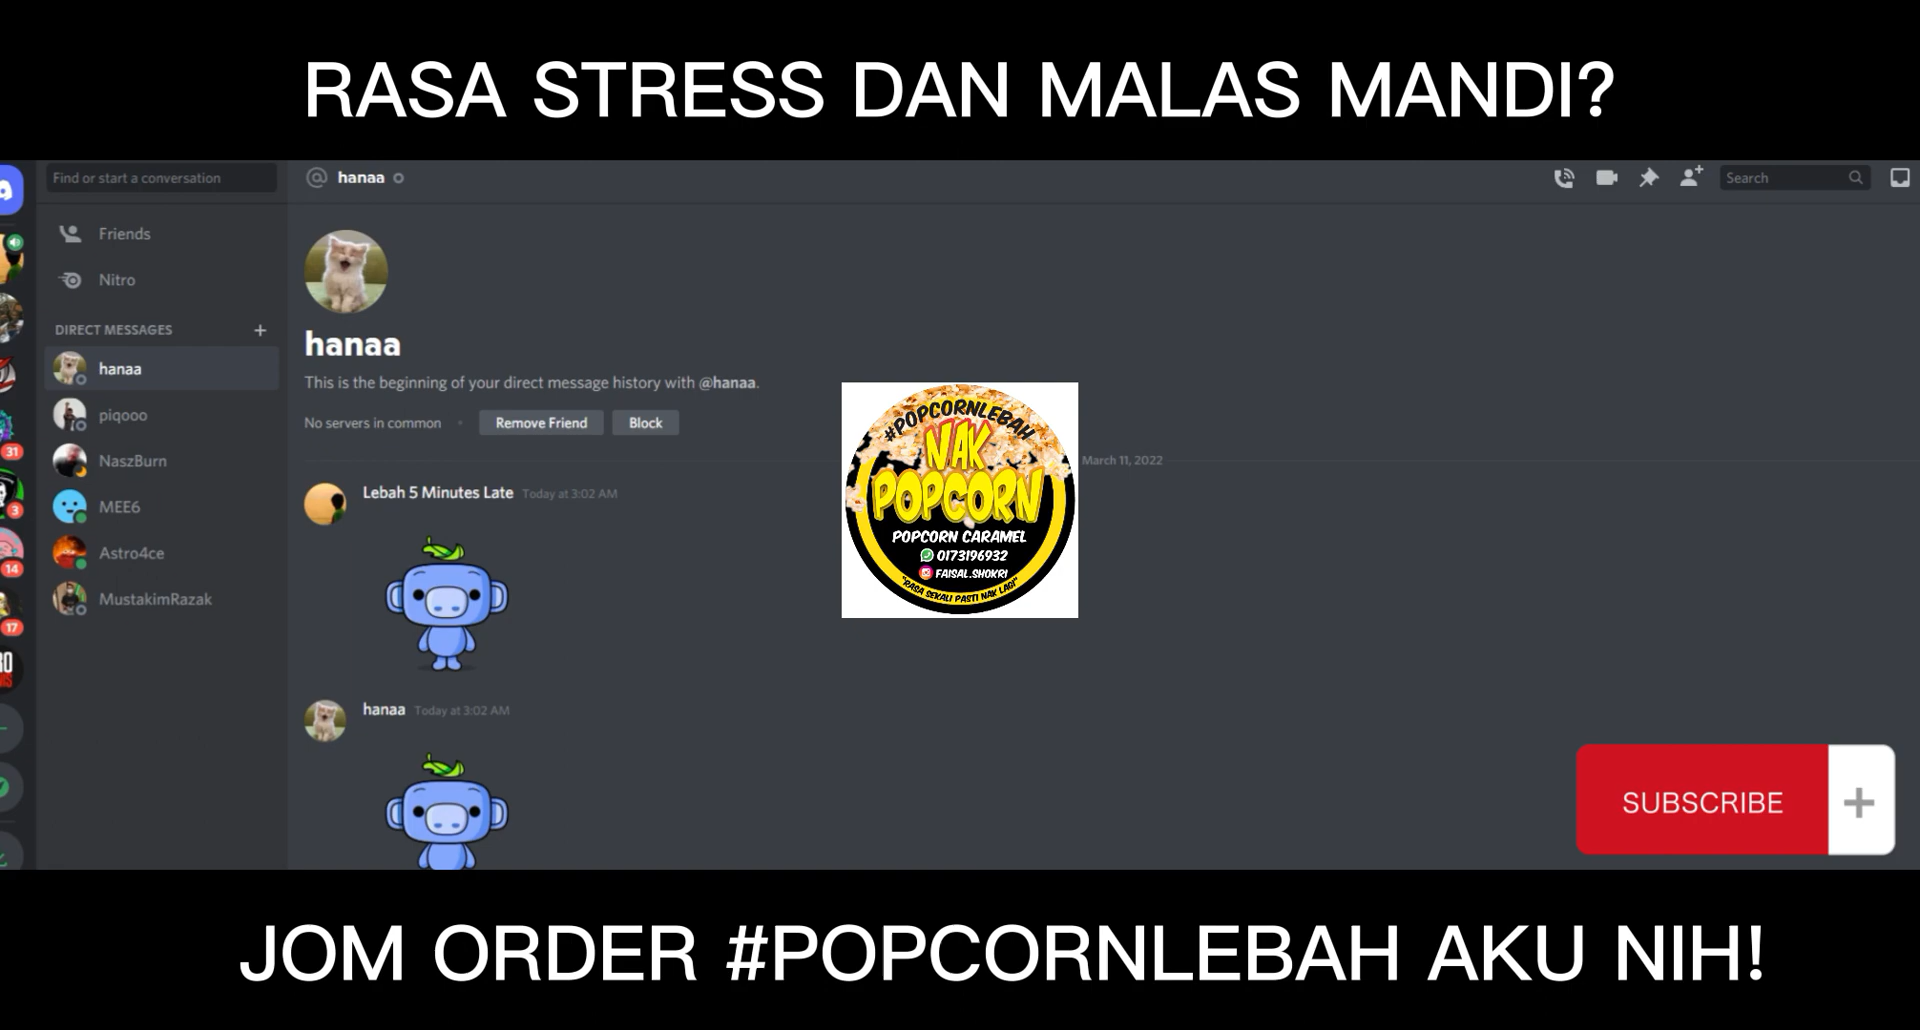 RASA STRESS DAN MALAS MANDI?
Find or start a conversation
@ hanaa
Search
Friends
Nitro
DIRECT MESSAGES +
hanaa
piqooo
NaszBurn
MEE6
Astro4ce
MustakimRazak
31
3
14
17
hanaa
This is the beginning of your direct message history with @hanaa.
No servers in common
Remove Friend
Block
March 11, 2022
Lebah 5 Minutes Late Today at 3:02 AM
hanaa Today at 3:02 AM
#POPCORNLEBAH
NAK
POPCORN
POPCORN CARAMEL
0173196932
FAISAL.SHOKRI
"RASA SEKALI PASTI NAK LAGI"
SUBSCRIBE +
JOM ORDER #POPCORNLEBAH AKU NIH!